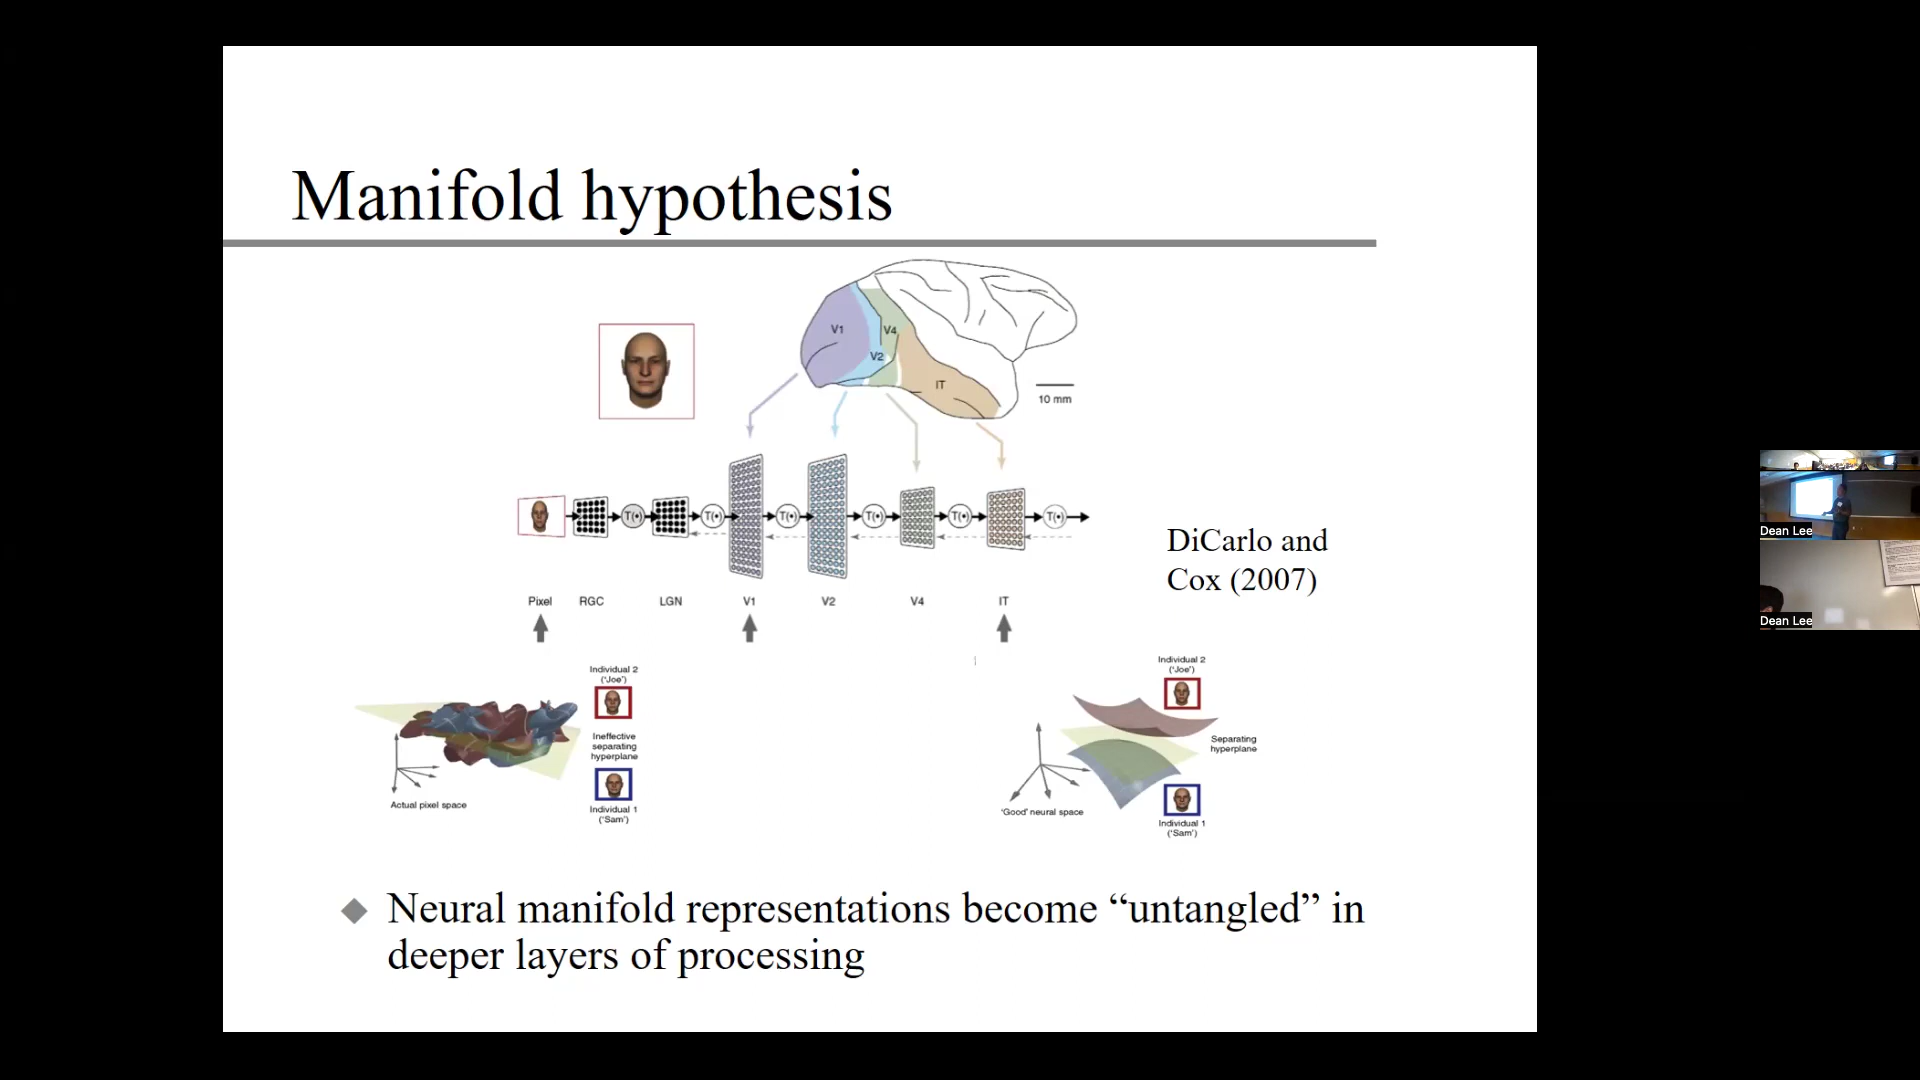 Manifold hypothesis
V1
V4
V2
IT
10 mm
T(•)
T(•)
T(•)
T(•)
T(•)
T(•)
DiCarlo and
Cox (2007)
Pixel
RGC
LGN
V1
V2
V4
IT
Individual 2
('Joe')
Ineffective
separating
hyperplane
Individual 1
('Sam')
Actual pixel space
Individual 2
('Joe')
Separating
hyperplane
'Good' neural space
Individual 1
('Sam')
Neural manifold representations become “untangled” in
deeper layers of processing
Dean Lee
Dean Lee